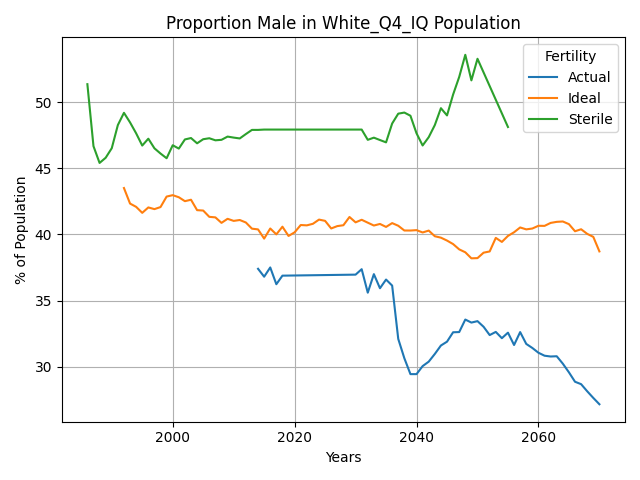 Proportion Male in White_Q4_IQ Population
Fertility
Actual
Ideal
Sterile
% of Population
50
45
40
35
30
2000
2020
2040
2060
Years